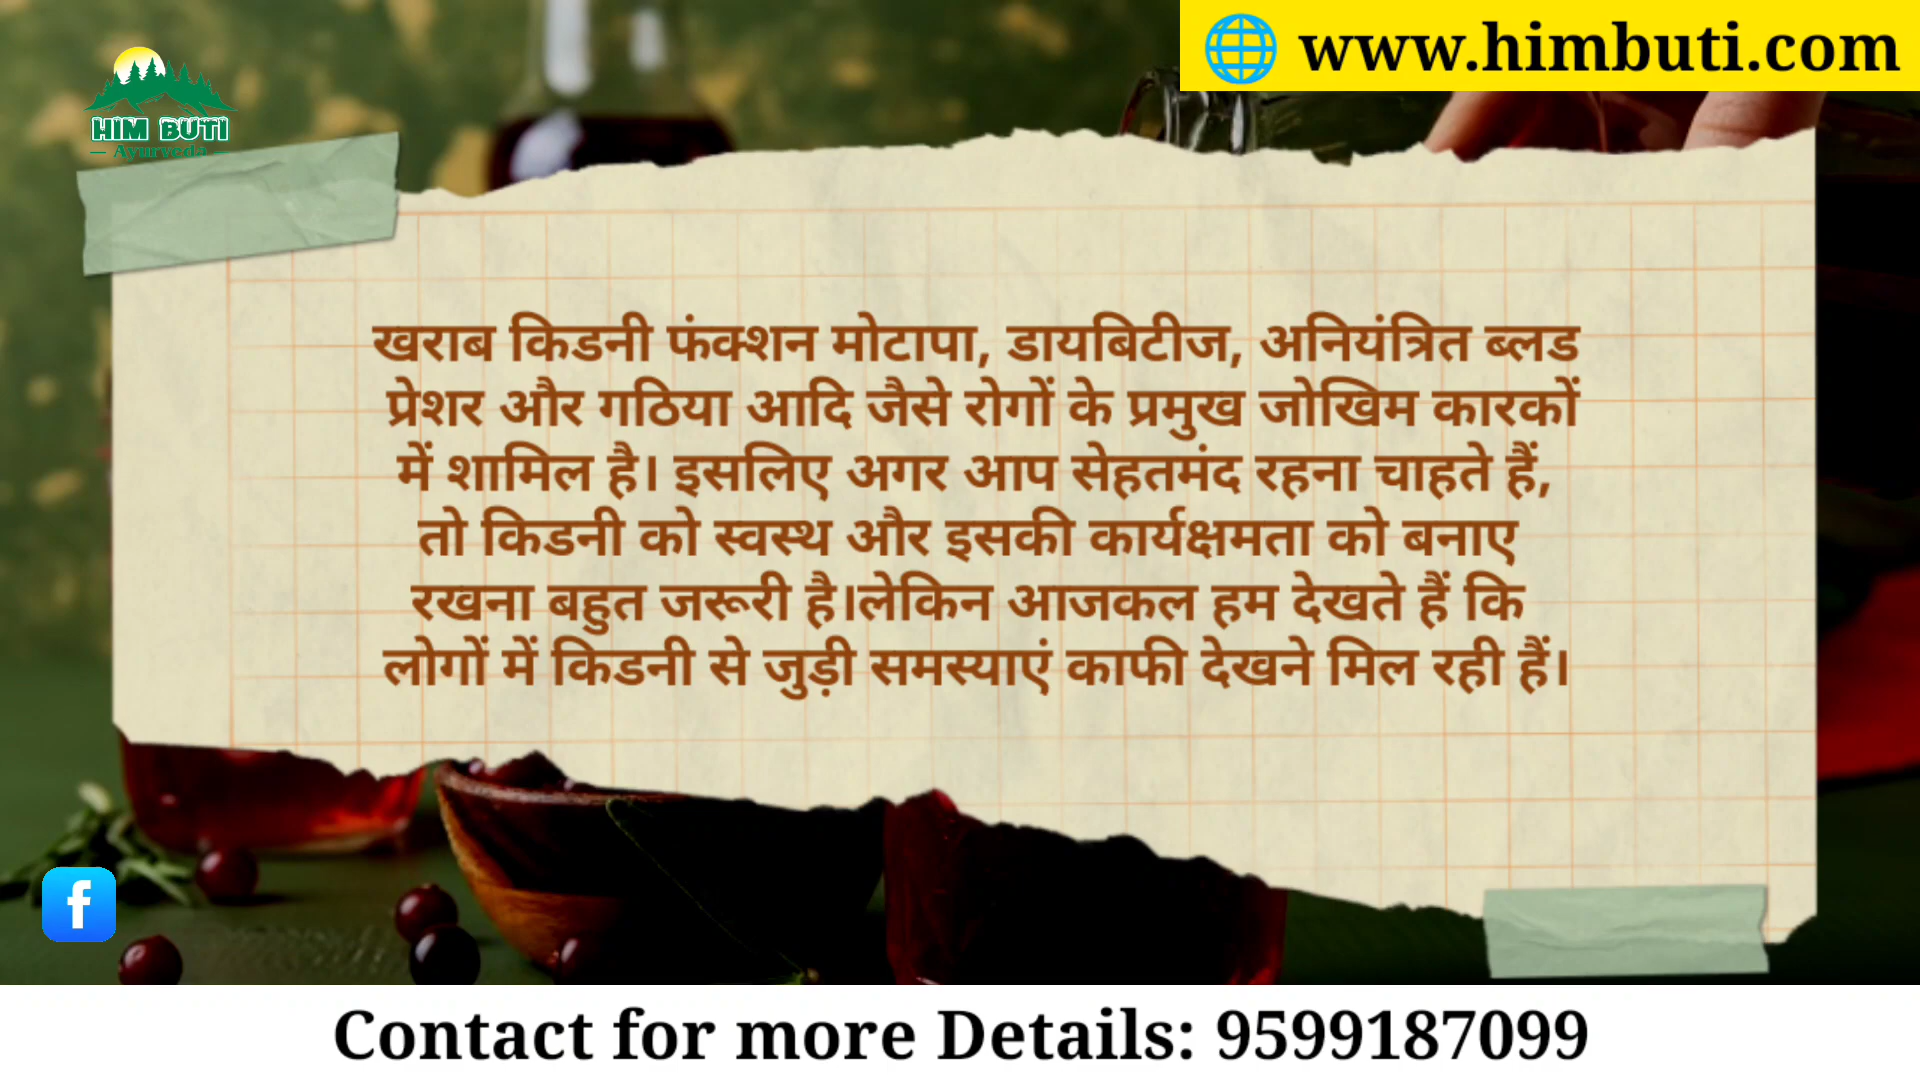 www.himbuti.com
HIM BUTI
Ayurveda
खराब किडनी फंक्शन मोटापा, डायबिटीज, अनियंत्रित ब्लड
प्रेशर और गठिया आदि जैसे रोगों के प्रमुख जोखिम कारकों
में शामिल है। इसलिए अगर आप सेहतमंद रहना चाहते हैं,
तो किडनी को स्वस्थ और इसकी कार्यक्षमता को बनाए
रखना बहुत जरूरी है।लेकिन आजकल हम देखते हैं कि
लोगों में किडनी से जुड़ी समस्याएं काफी देखने मिल रही हैं।
f
Contact for more Details: 9599187099